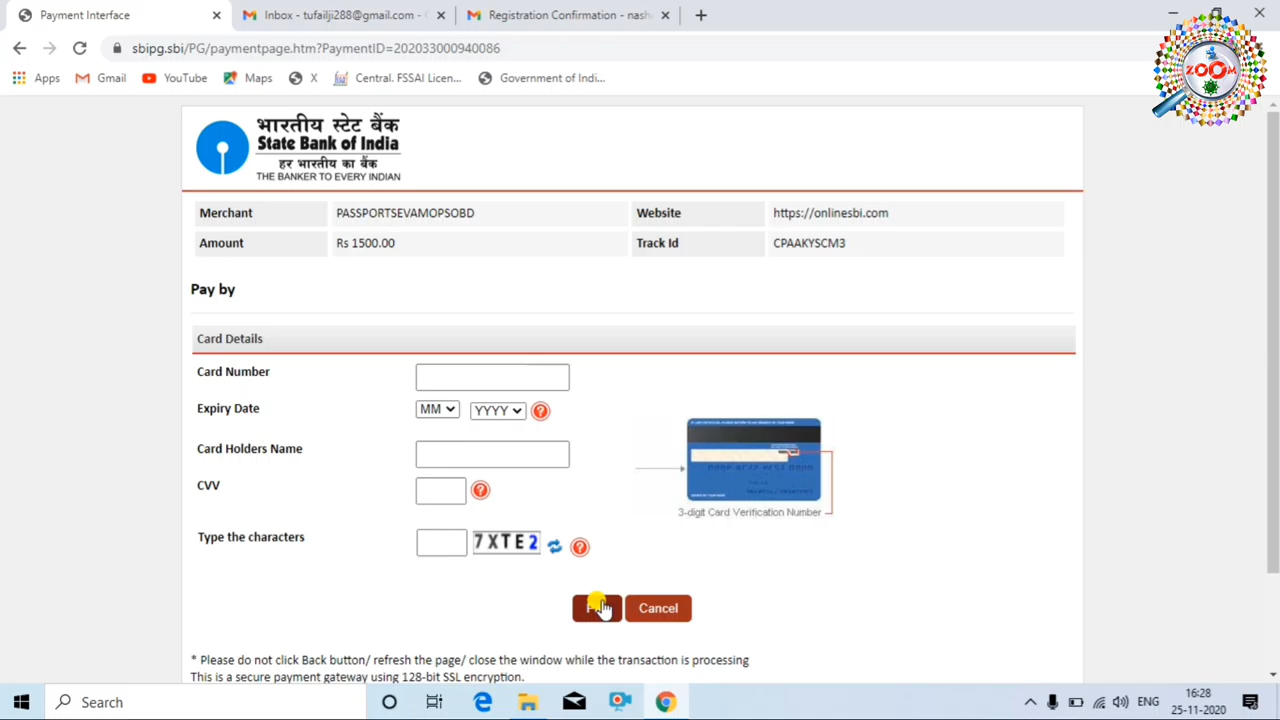 Payment Interface
Inbox - tufailji288@gmail.com -
Registration Confirmation - nash
sbipg.sbi/PG/paymentpage.htm?PaymentID=202033000940086
Apps Gmail YouTube Maps X Central. FSSAI Licen... Government of Indi...
ZOOM
भारतीय स्टेट बैंक
State Bank of India
हर भारतीय का बैंक
THE BANKER TO EVERY INDIAN
Merchant PASSPORTSEVAMOPSOBD Website https://onlinesbi.com
Amount Rs 1500.00 Track Id CPAAKYSCM3
Pay by
Card Details
Card Number
Expiry Date MM YYYY ?
Card Holders Name
CVV ?
3-digit Card Verification Number
Type the characters 7XTE2 ?
Cancel
* Please do not click Back button/ refresh the page/ close the window while the transaction is processing
This is a secure payment gateway using 128-bit SSL encryption.
Search
ENG
16:28
25-11-2020